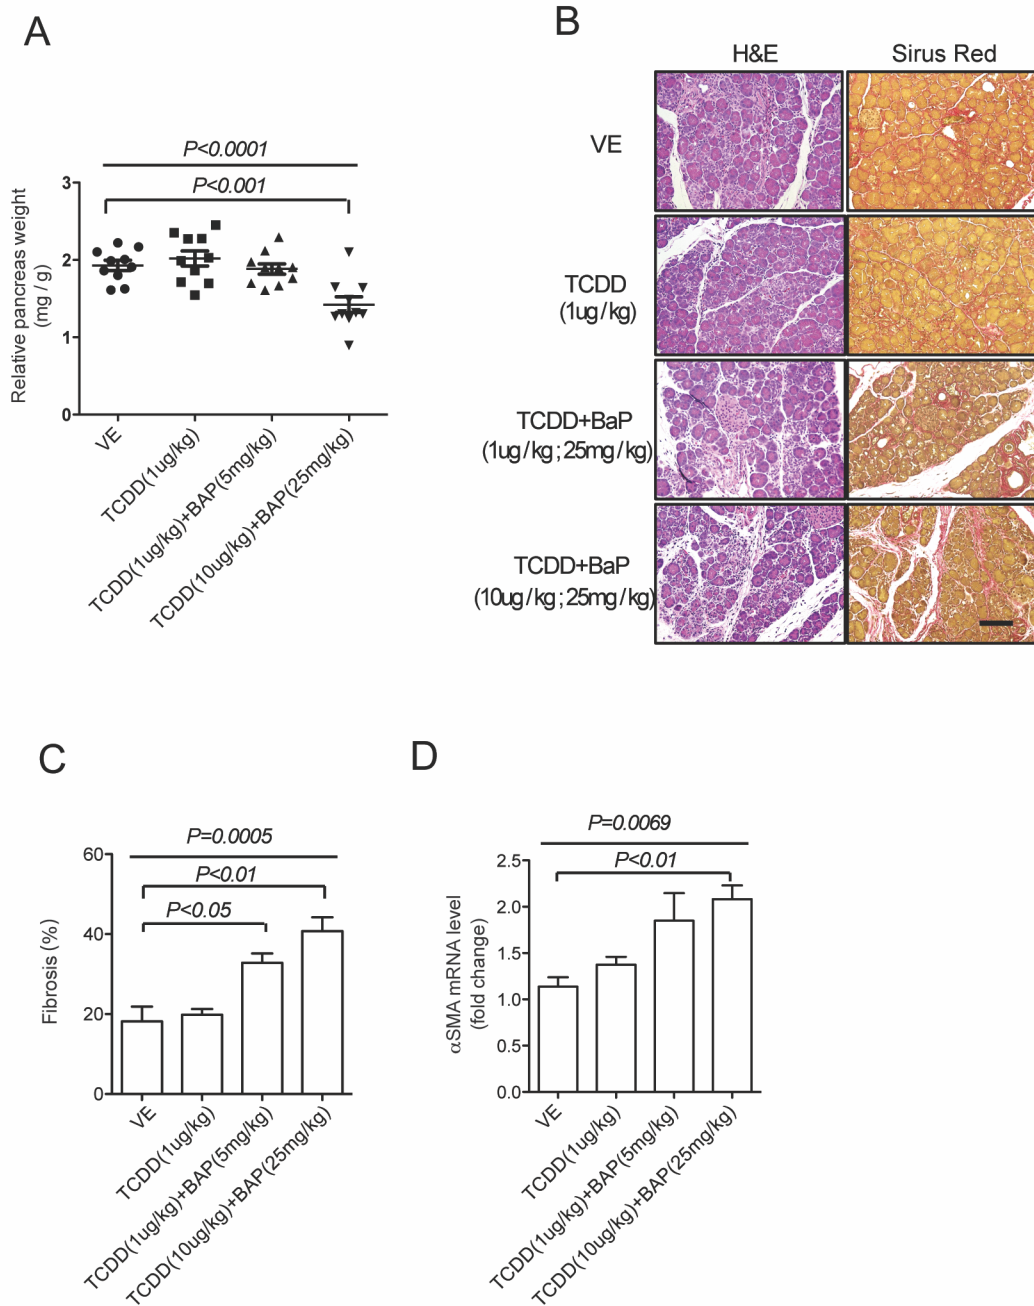 A
P<0.0001
P<0.001
Relative pancreas weight
(mg / g)
3
2
1
0
VE
TCDD(1ug/kg)
TCDD(1ug/kg)+BAP(5mg/kg)
TCDD(10ug/kg)+BAP(25mg/kg)
B
H&E
Sirus Red
VE
TCDD
(1ug/kg)
TCDD+BaP
(1ug/kg;25mg/kg)
TCDD+BaP
(10ug/kg;25mg/kg)
C
P=0.0005
P<0.01
P<0.05
Fibrosis (%)
60
40
20
0
VE
TCDD(1ug/kg)
TCDD(1ug/kg)+BAP(5mg/kg)
TCDD(10ug/kg)+BAP(25mg/kg)
D
P=0.0069
P<0.01
αSMA mRNA level
(fold change)
2.5
2.0
1.5
1.0
0.5
0.0
VE
TCDD(1ug/kg)
TCDD(1ug/kg)+BAP(5mg/kg)
TCDD(10ug/kg)+BAP(25mg/kg)